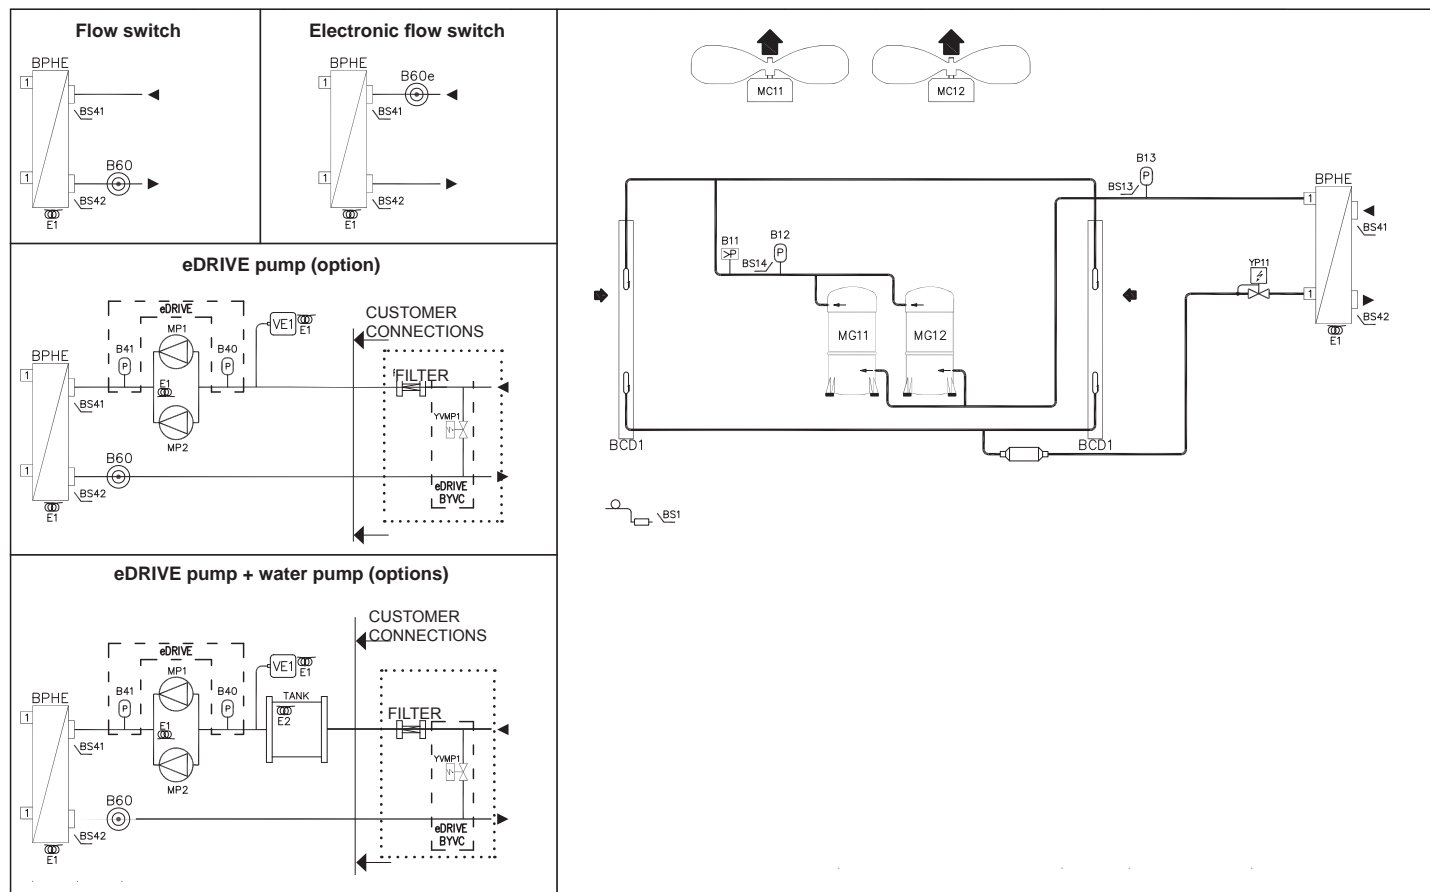 Flow switch
BPHE
1
BS41
B60
1
BS42
E1
Electronic flow switch
BPHE
B60e
1
BS41
1
BS42
E1
eDRIVE pump (option)
eDRIVE
MP1
B41
P
B40
P
VE1
E1
CUSTOMER
CONNECTIONS
BPHE
1
E1
FILTER
BS41
YVMP1
MP2
B60
1
BS42
eDRIVE
BYVC
E1
eDRIVE pump + water pump (options)
CUSTOMER
CONNECTIONS
eDRIVE
MP1
VE1
E1
B41
P
B40
P
TANK
BPHE
1
E2
FILTER
E1
BS41
YVMP1
MP2
B60
1
BS42
eDRIVE
BYVC
E1
MC11
MC12
B13
P
BS13
BPHE
1
BS41
B11
>P
B12
P
BS14
YP11
1
BS42
E1
MG11
MG12
BCD1
BCD1
BS1